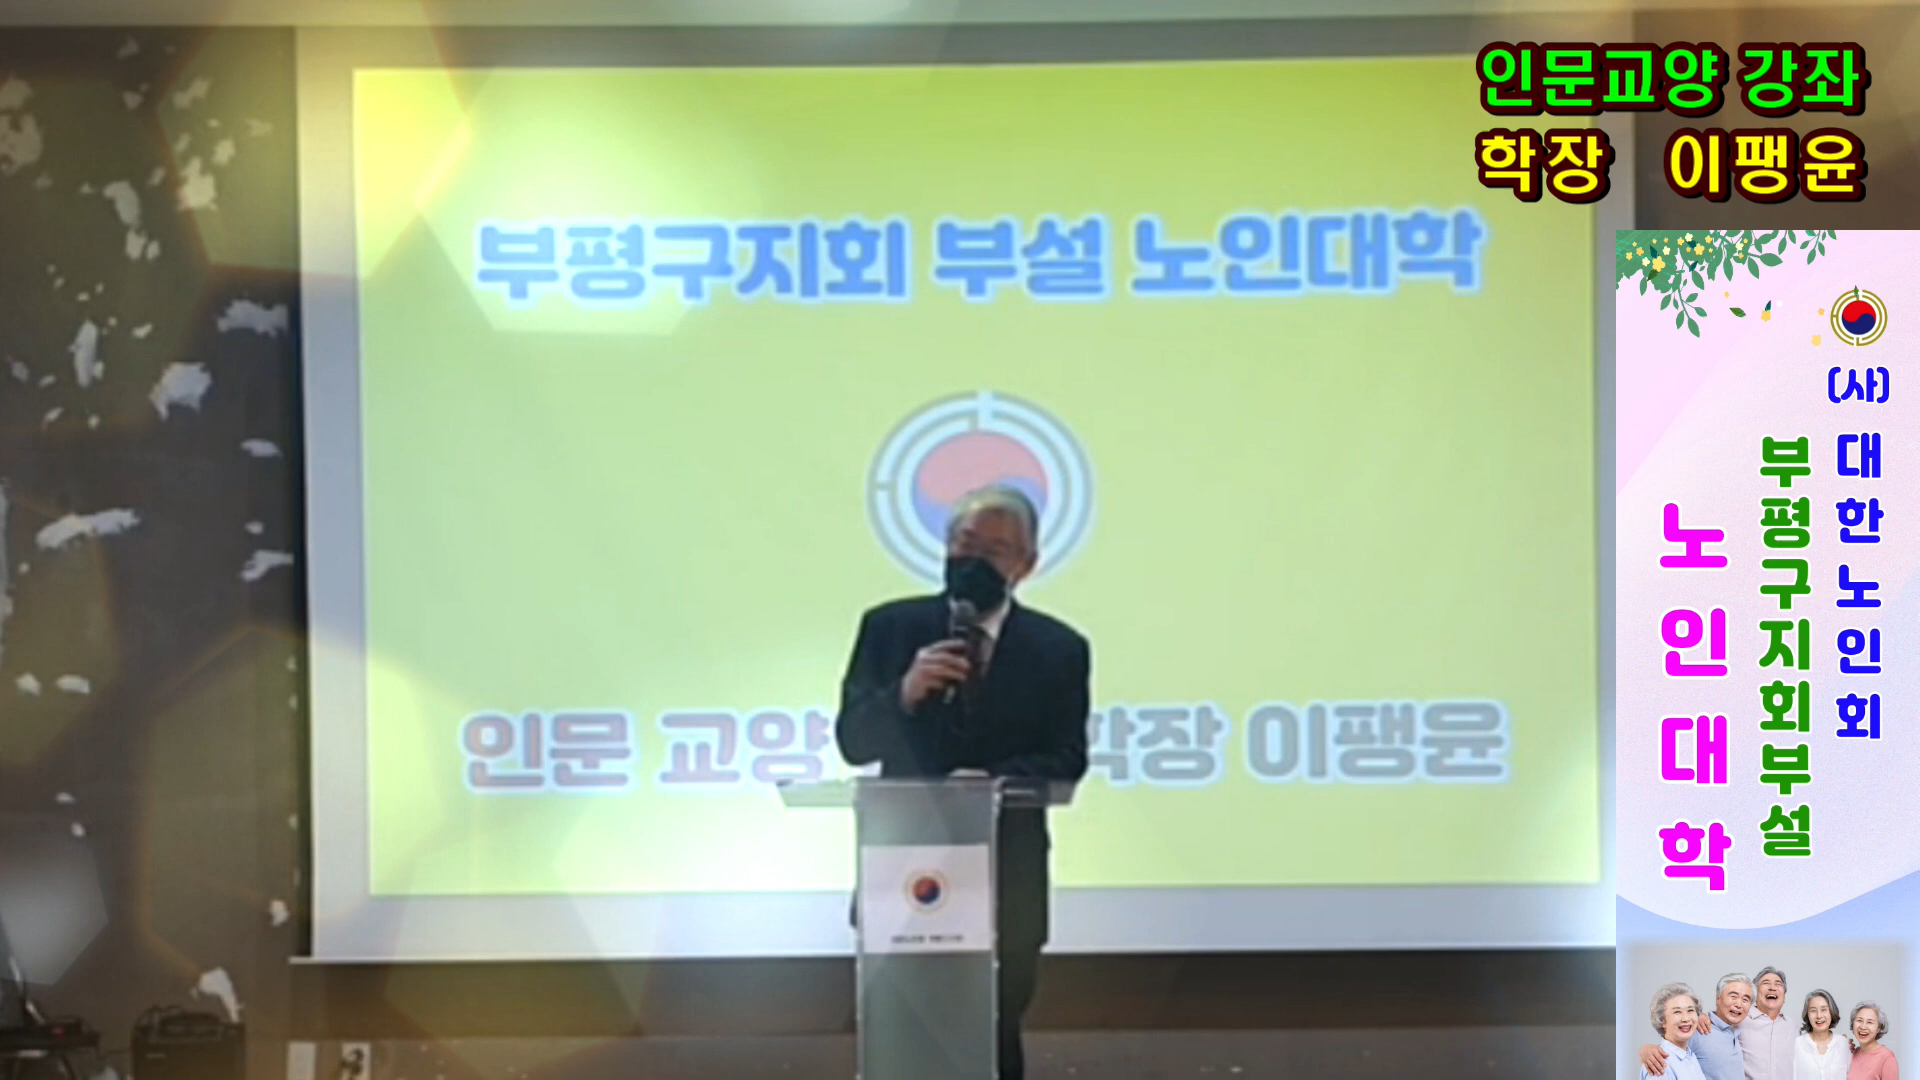 인문교양 강좌
학장 이팽윤
부평구지회 부설 노인대학
인문 교양
학장 이팽윤
(사) 대한노인회
부평구지회부설
노인대학